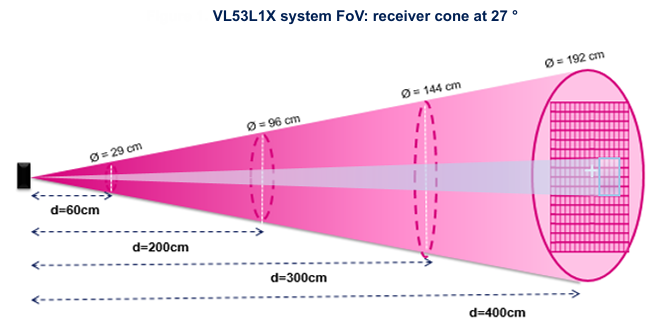 VL53L1X system FoV: receiver cone at 27 °
Ø = 192 cm
Ø = 144 cm
Ø = 96 cm
Ø = 29 cm
d=60cm
d=200cm
d=300cm
d=400cm